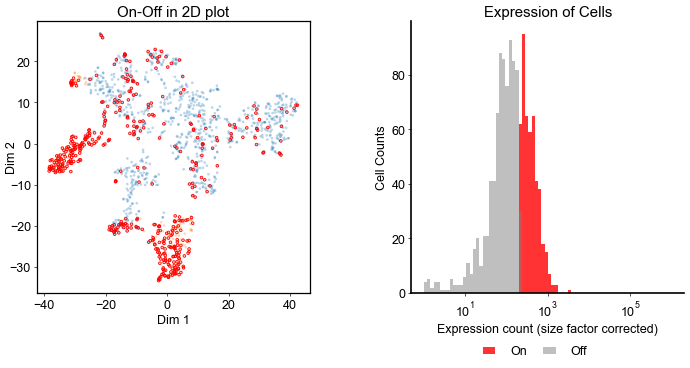 On-Off in 2D plot
Dim 2
20
10
0
−10
−20
−30
−40 −20 0 20 40
Dim 1
Expression of Cells
Cell Counts
80
60
40
20
0
10^1 10^3 10^5
Expression count (size factor corrected)
On Off